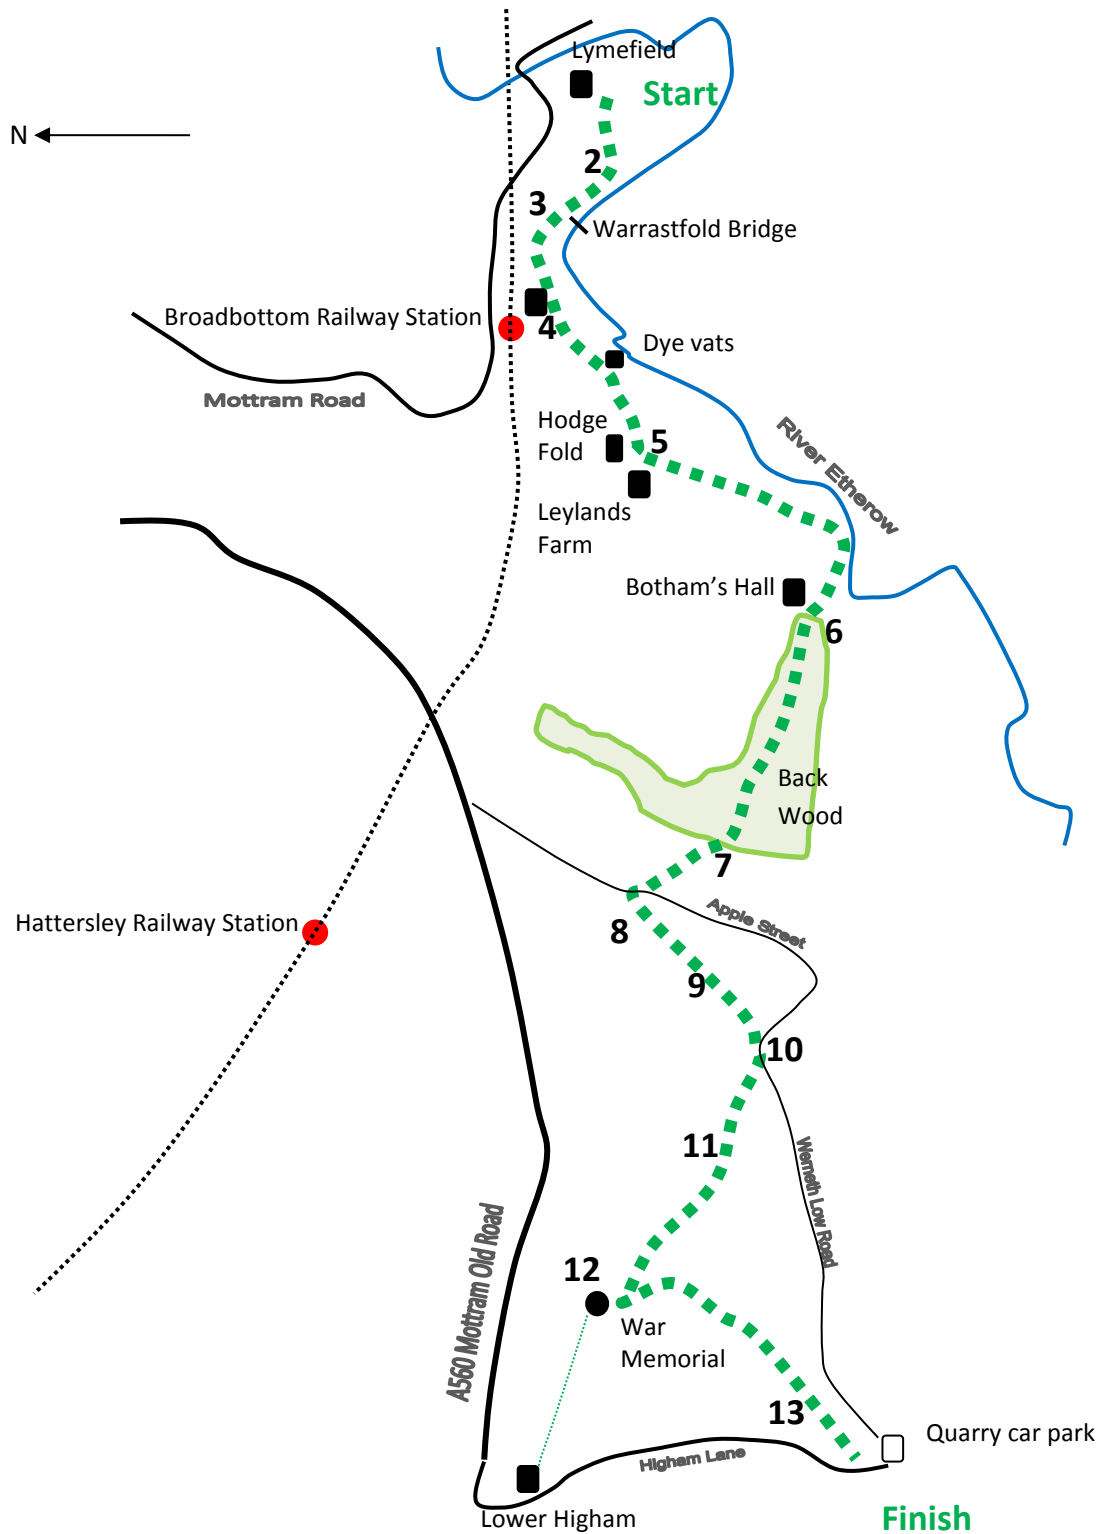 Lymefield
Start
N
2
3
Warrastfold Bridge
Broadbottom Railway Station
4
Dye vats
Mottram Road
Hodge
Fold
5
River Etherow
Leylands
Farm
Botham's Hall
6
Back
Wood
7
Apple Street
Hattersley Railway Station
8
9
10
11
Werneth Low Road
A560 Mottram Old Road
12
War
Memorial
13
Quarry car park
Higham Lane
Lower Higham
Finish